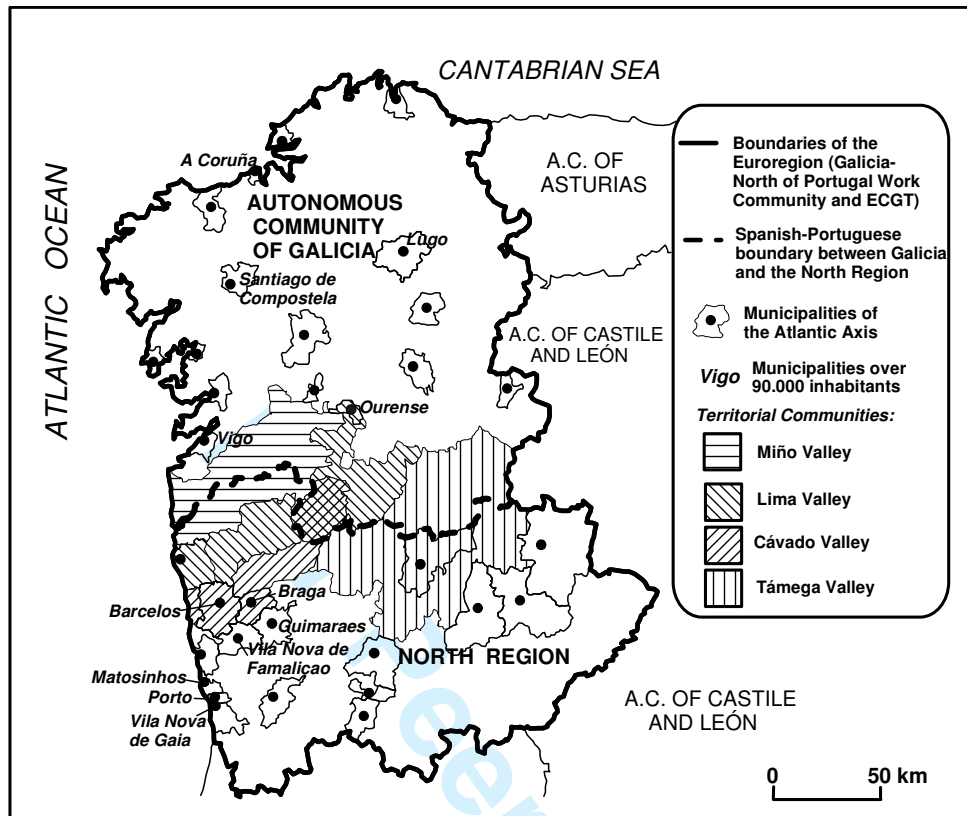 CANTABRIAN SEA
ATLANTIC OCEAN
A Coruña
A.C. OF
ASTURIAS
AUTONOMOUS
COMMUNITY
OF GALICIA
Lugo
Santiago de
Compostela
A.C. OF CASTILE
AND LEÓN
Ourense
Vigo
Braga
Barcelos
Guimaraes
Vila Nova de
Famaliçao
NORTH REGION
Matosinhos
Porto
Vila Nova
de Gaia
A.C. OF CASTILE
AND LEÓN
0 50 km
Boundaries of the
Euroregion (Galicia-
North of Portugal Work
Community and ECGT)
Spanish-Portuguese
boundary between Galicia
and the North Region
Municipalities of
the Atlantic Axis
Vigo Municipalities over
90.000 inhabitants
Territorial Communities:
Miño Valley
Lima Valley
Cávado Valley
Támega Valley